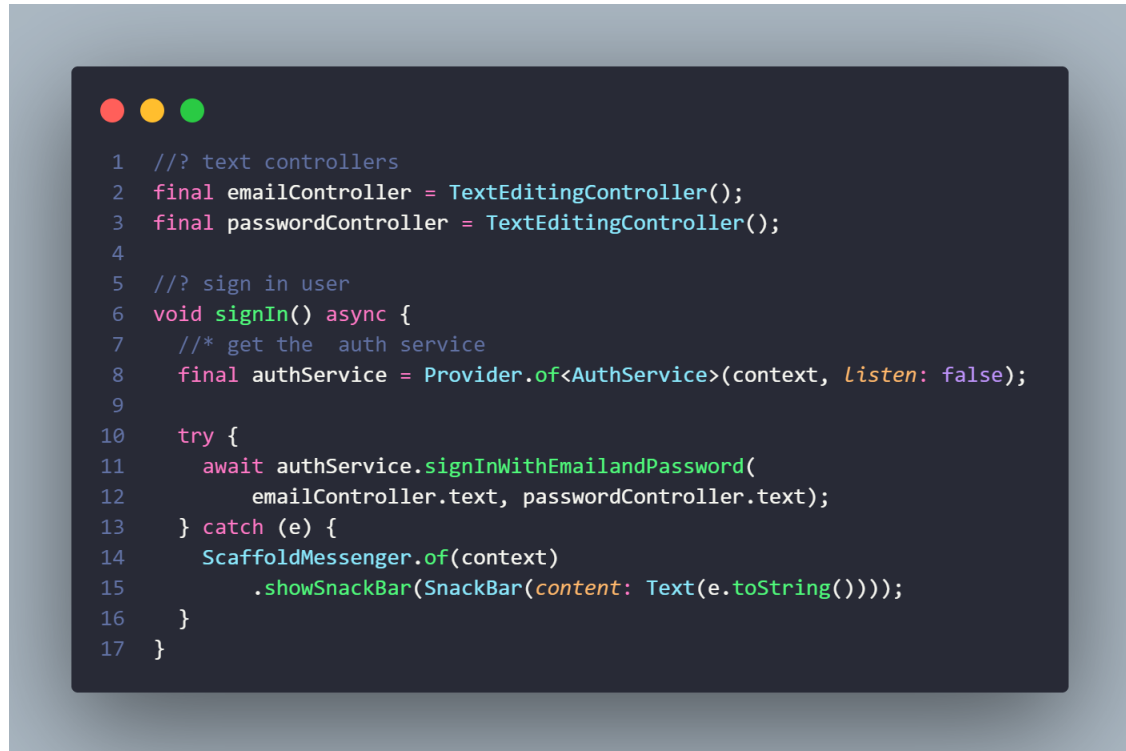 1 //? text controllers
2 final emailController = TextEditingController();
3 final passwordController = TextEditingController();
4
5 //? sign in user
6 void signIn() async {
7   //* get the  auth service
8   final authService = Provider.of<AuthService>(context, listen: false);
9
10   try {
11     await authService.signInWithEmailandPassword(
12         emailController.text, passwordController.text);
13   } catch (e) {
14     ScaffoldMessenger.of(context)
15         .showSnackBar(SnackBar(content: Text(e.toString())));
16   }
17 }